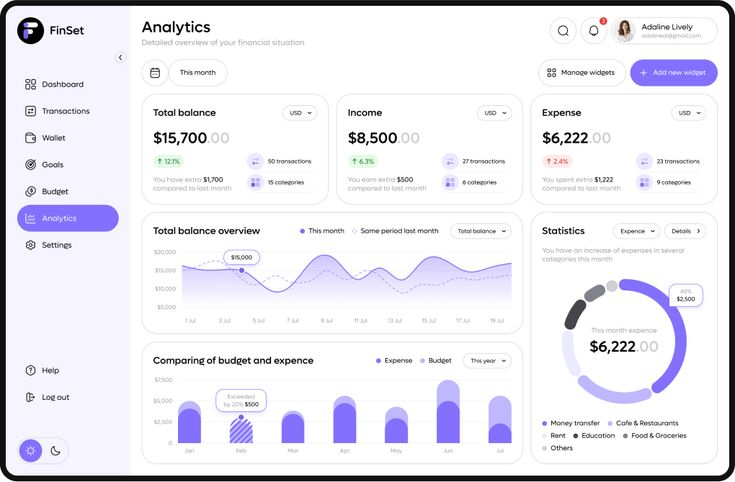 FinSet
Dashboard
Transactions
Wallet
Goals
Budget
Analytics
Settings
Help
Log out
Analytics
Detailed overview of your financial situation
3
Adaline Lively
This month
Manage widgets
+ Add new widget
Total balance
USD
$15,700.00
↑ 12.1%
50 transactions
You have extra $1,700
compared to last month
15 categories
Income
USD
$8,500.00
↑ 6.3%
27 transactions
You earn extra $500
compared to last month
6 categories
Expense
USD
$6,222.00
↑ 2.4%
23 transactions
You spent extra $1,222
compared to last month
9 categories
Total balance overview
This month
Same period last month
Total balance
$20,000
$15,000
$10,000
$5,000
$15,000
1 Jul
3 Jul
5 Jul
7 Jul
9 Jul
11 Jul
13 Jul
15 Jul
17 Jul
19 Jul
Comparing of budget and expence
Expense
Budget
This year
$7,500
$5,000
$2,500
0
Exceeded
by 20% $500
Jan
Feb
Mar
Apr
May
Jun
Jul
Statistics
Expense
Details
You have an increase of expenses in several
categories this month
40%
$2,500
This month expence
$6,222.00
Money transfer
Cafe & Restaurants
Rent
Education
Food & Groceries
Others